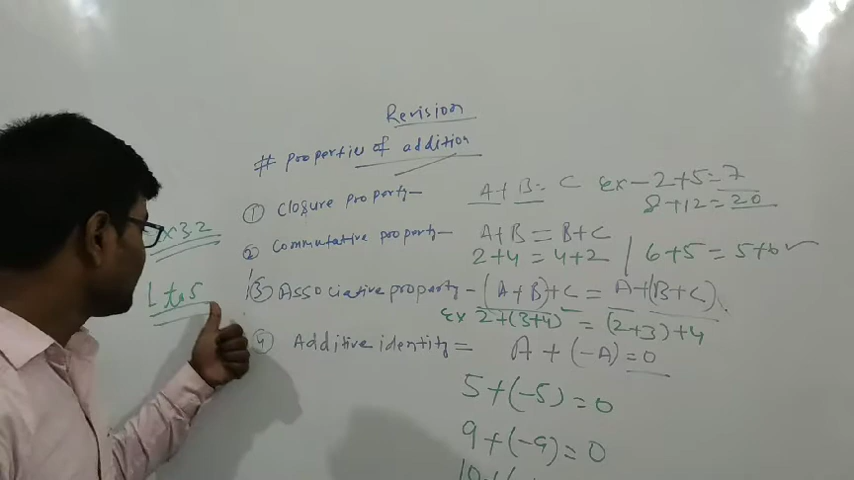 Revision
# Properties of addition
① Closure property - A + B = C ex - 2+5=7
8+12=20
② Commutative property - A+B = B+C
2+4 = 4+2 | 6+5 = 5+6
③ Associative property - (A+B)+C = A+(B+C)
Ex 2+(3+4) = (2+3)+4
④ Additive identity = A + (-A) = 0
5+(-5) = 0
9+(-9) = 0
x 3.2